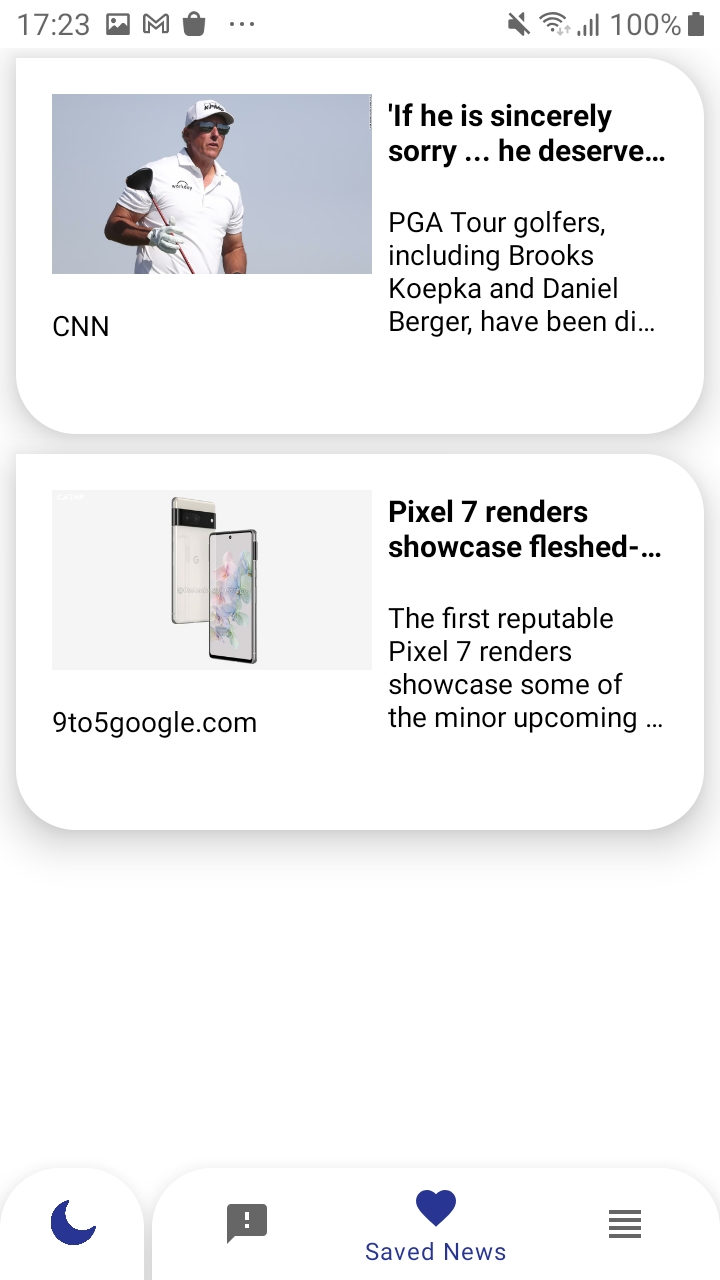 17:23
100%
KPMG
workday
'If he is sincerely
sorry ... he deserve...
PGA Tour golfers,
including Brooks
Koepka and Daniel
Berger, have been di...
CNN
Pixel 7 renders
showcase fleshed-...
The first reputable
Pixel 7 renders
showcase some of
the minor upcoming ...
9to5google.com
Saved News